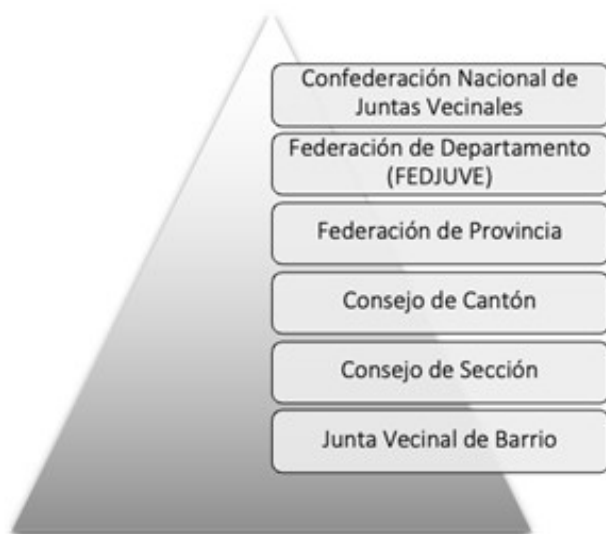 Confederación Nacional de
Juntas Vecinales
Federación de Departamento
(FEDJUVE)
Federación de Provincia
Consejo de Cantón
Consejo de Sección
Junta Vecinal de Barrio